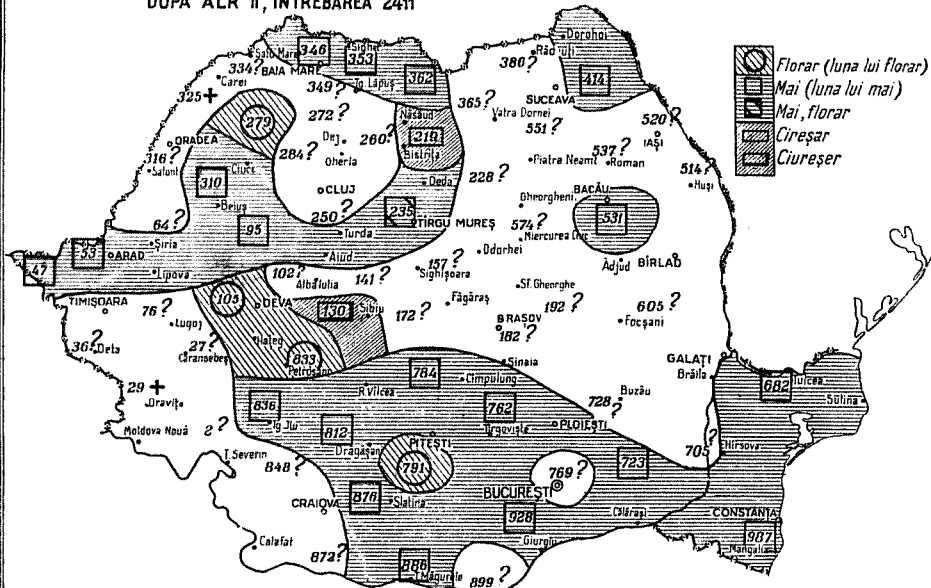 DUPĂ ALR II, ÎNTREBAREA 2411
Florar (luna lui florar)
Mai (luna lui mai)
Mai, florar
Cireșar
Ciureșer
346
353
362
Dorohoi
Rădăuți
386?
414
Satu Mare
Sighet
334?
BAIA MARE
Carei
349?
Tg. Lăpuș
325 +
SUCEAVA
365?
Vatra Dornei
551?
520?
IAȘI
279
272?
Năsăud
260?
219
Bistrița
ORADEA
Dej
Gherla
284?
316?
Salonta
537?
Roman
Piatra Neamț
514?
Huși
228?
310
Beiuș
CLUJ
Deda
Gheorgheni
BACĂU
531
250?
235
TÎRGU MUREȘ
574?
Miercurea Ciuc
64?
95
Turda
Șiria
53
ARAD
Odorhei
Adjud
BÎRLAD
47
Lipova
Aiud
157?
Sighișoara
102?
Alba Iulia
141?
TIMIȘOARA
76?
105
DEVA
130
Sibiu
172?
Făgăraș
Sf. Gheorghe
192?
605?
Focșani
Lugoj
BRAȘOV
182?
36?
Deta
27?
Caransebeș
Hațeg
833
Petroșani
GALAȚI
Brăila
Sinaia
784
Cîmpulung
682
Tulcea
Sulina
29 +
Oravița
836
R. Vîlcea
762
Tîrgoviște
Buzău
728?
PLOIEȘTI
Moldova Nouă
2?
Tg. Jiu
812
Drăgășani
PITEȘTI
791
705?
Hîrșova
T. Severin
848?
769?
723
BUCUREȘTI
876
Slatina
CRAIOVA
928
Călărași
CONSTANȚA
987
Mangalia
Calafat
872?
886
T. Măgurele
Giurgiu
899?